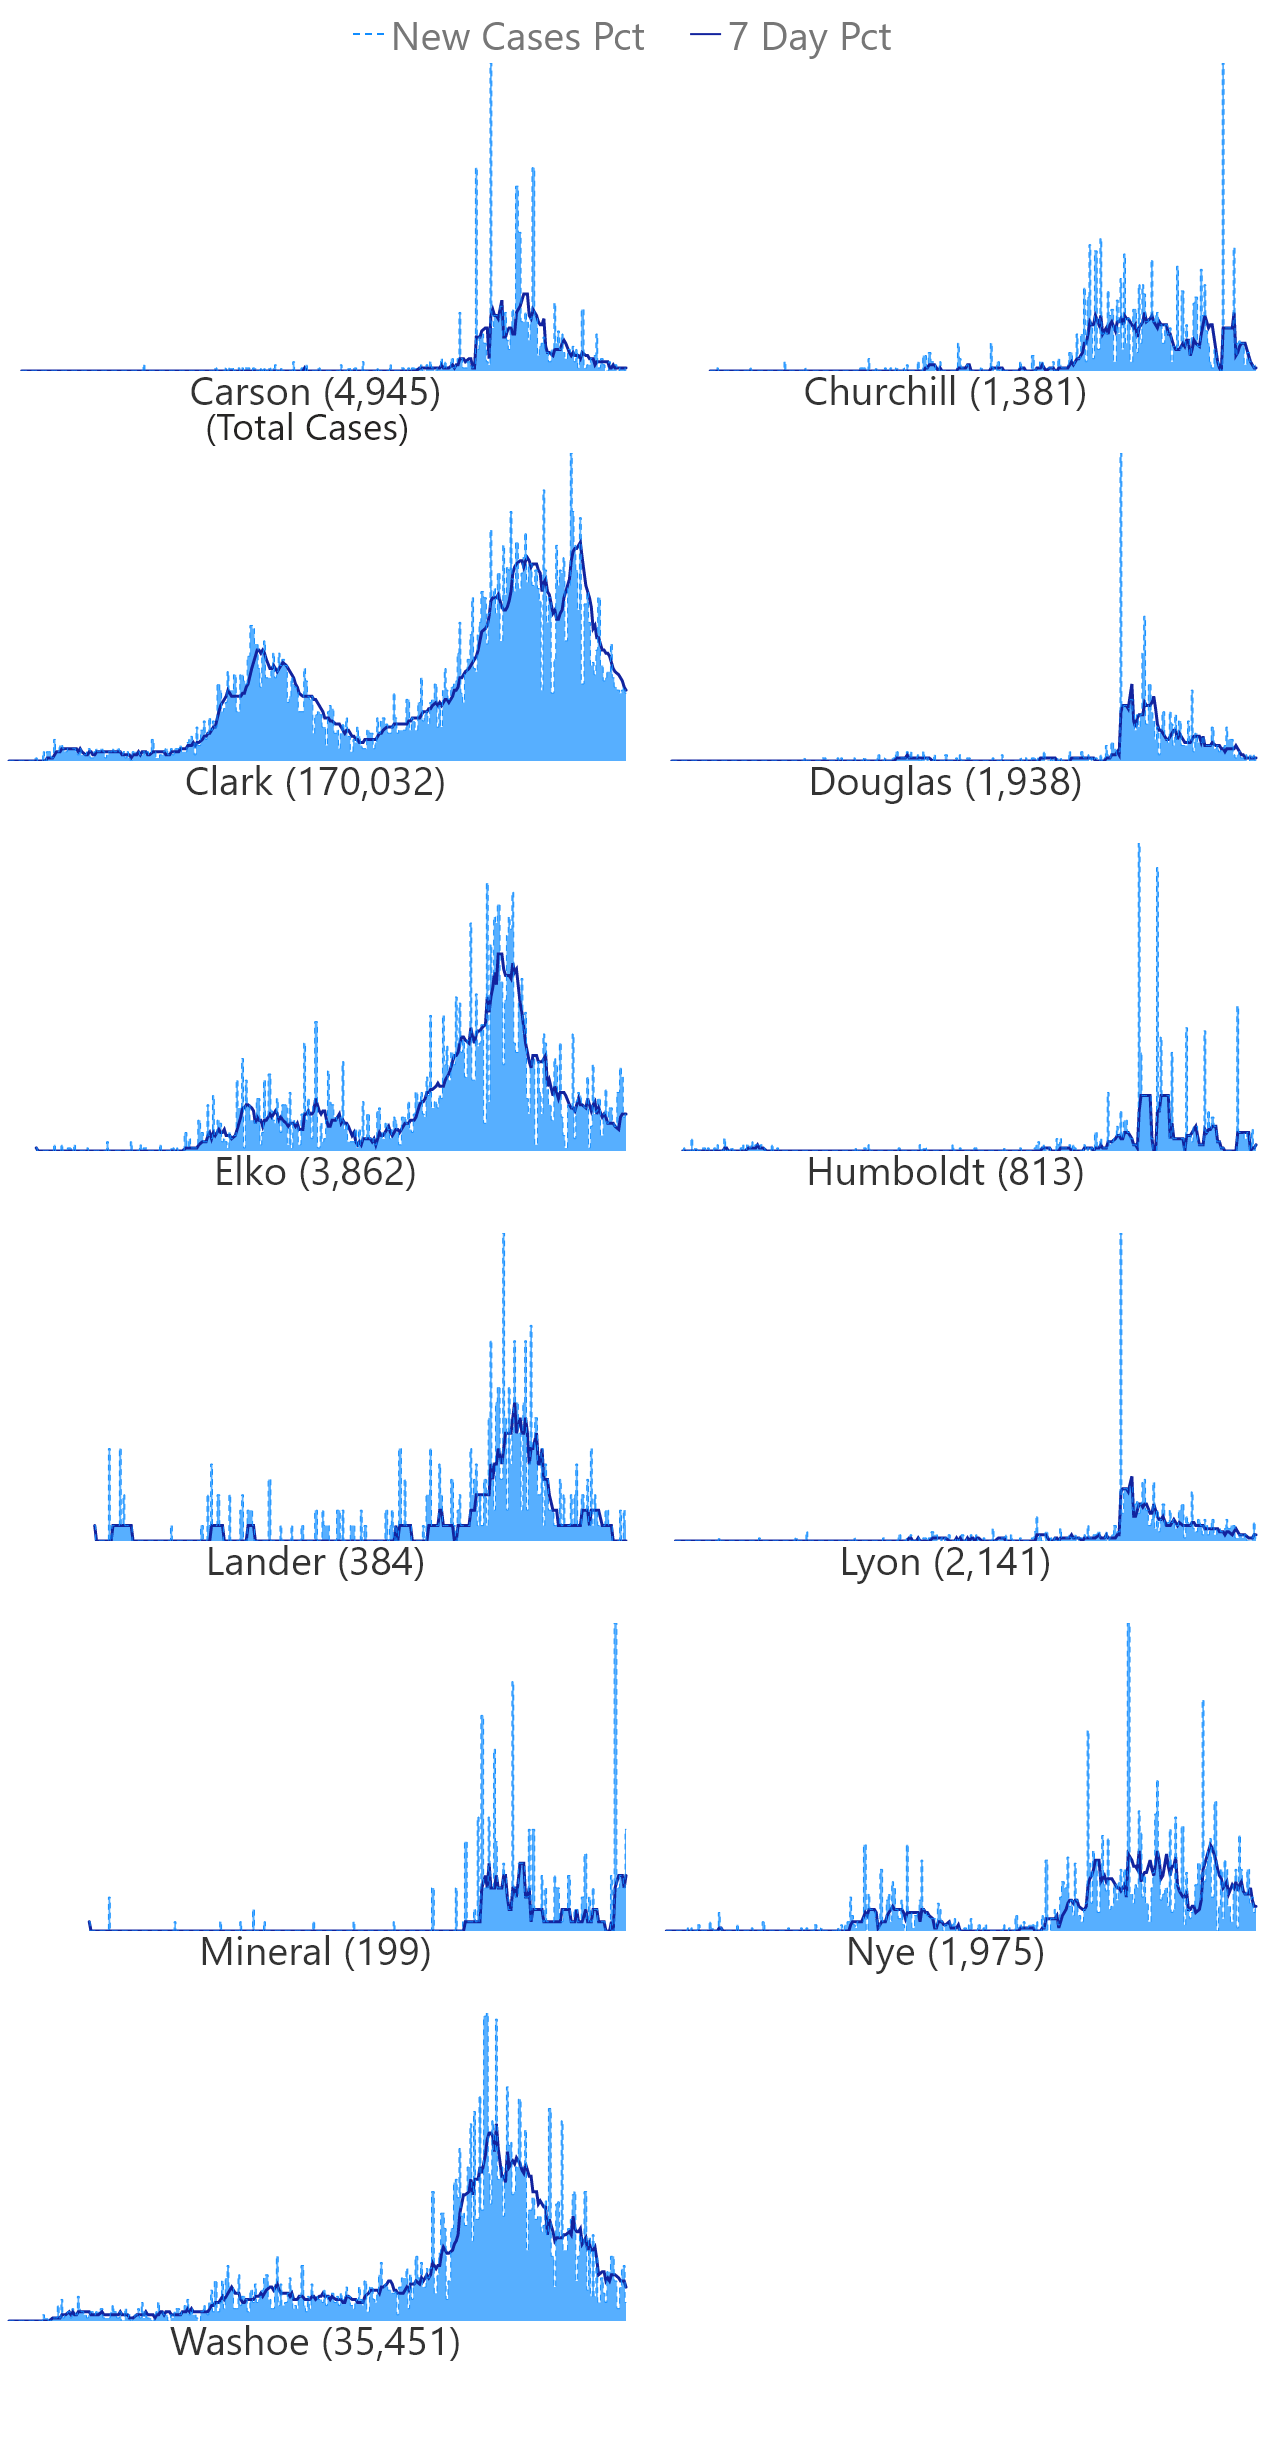 New Cases Pct 7 Day Pct
Carson (4,945) Churchill (1,381)
(Total Cases)
Clark (170,032) Douglas (1,938)
Elko (3,862) Humboldt (813)
Lander (384) Lyon (2,141)
Mineral (199) Nye (1,975)
Washoe (35,451)